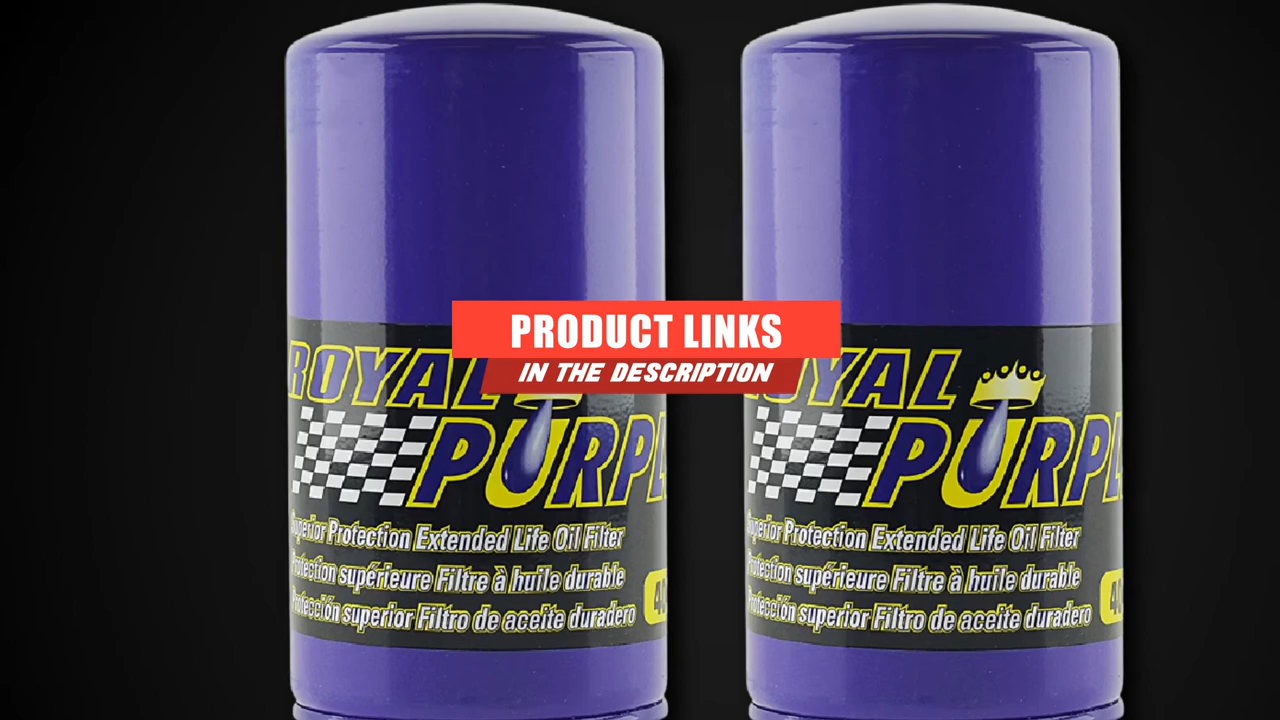 PRODUCT LINKS
IN THE DESCRIPTION
ROYAL
PURPL
Superior Protection Extended Life Oil Filter
Protection supérieure Filtre à huile durable
Protección superior Filtro de aceite duradero
OYAL
PURPL
Superior Protection Extended Life Oil Filter
Protection supérieure Filtre à huile durable
Protección superior Filtro de aceite duradero